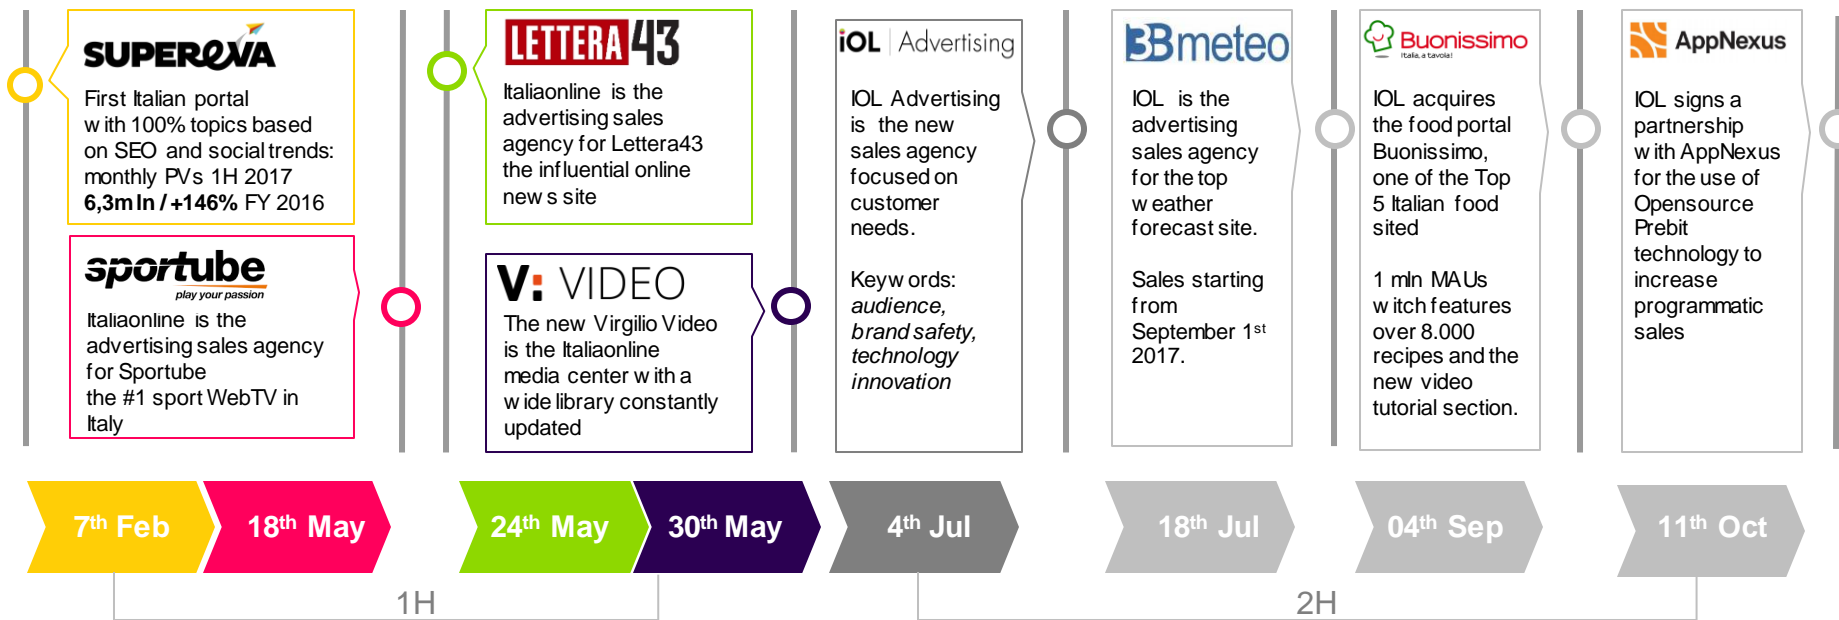 SUPEREVA
First Italian portal
with 100% topics based
on SEO and social trends:
monthly PVs 1H 2017
6,3mln / +146% FY 2016
sportube
play your passion
Italiaonline is the
advertising sales agency
for Sportube
the #1 sport WebTV in
Italy
LETTERA43
Italiaonline is the
advertising sales
agency for Lettera43
the influential online
news site
V: VIDEO
The new Virgilio Video
is the Italiaonline
media center with a
wide library constantly
updated
iOL Advertising
IOL Advertising
is the new
sales agency
focused on
customer
needs.
Keywords:
audience,
brand safety,
technology
innovation
3Bmeteo
IOL is the
advertising
sales agency
for the top
weather
forecast site.
Sales starting
from
September 1st
2017.
Buonissimo
Italia, a tavola!
IOL acquires
the food portal
Buonissimo,
one of the Top
5 Italian food
sited
1 mln MAUs
witch features
over 8.000
recipes and the
new video
tutorial section.
AppNexus
IOL signs a
partnership
with AppNexus
for the use of
Opensource
Prebit
technology to
increase
programmatic
sales
7th Feb
18th May
24th May
30th May
4th Jul
18th Jul
04th Sep
11th Oct
1H
2H